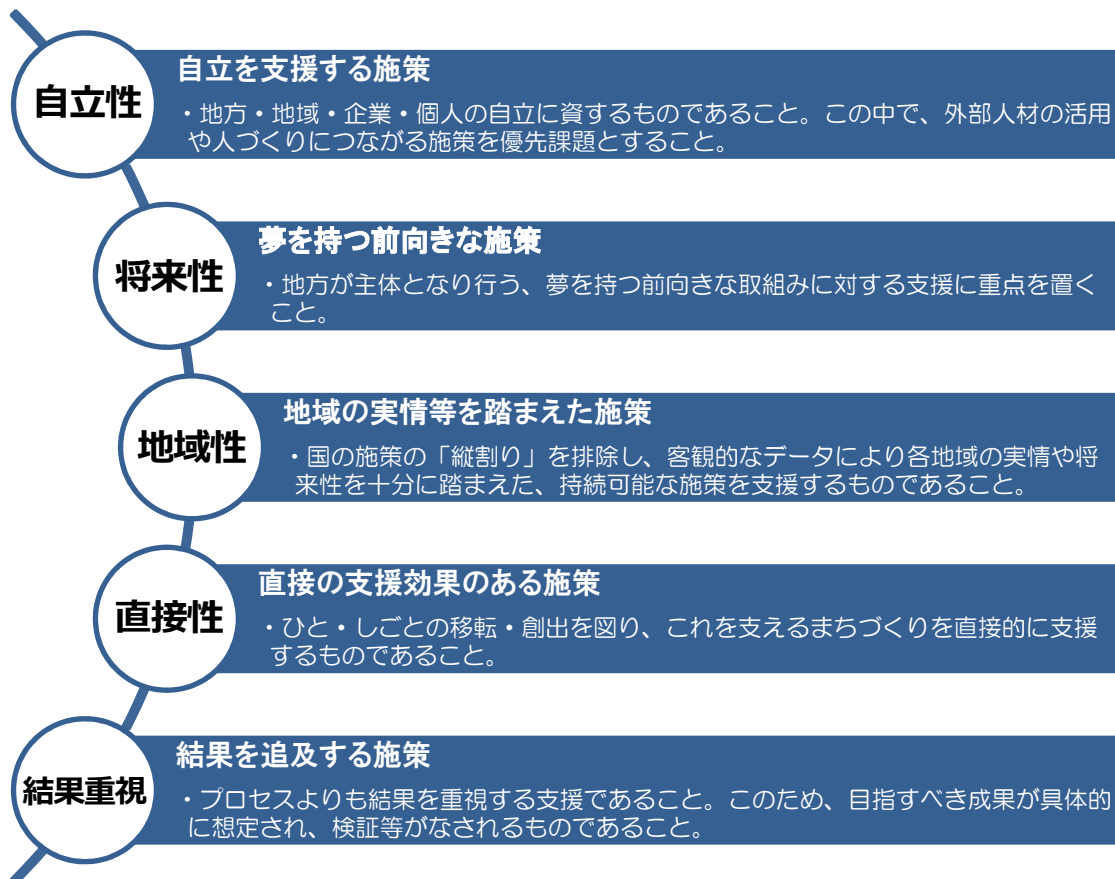 自立性
自立を支援する施策
・地方・地域・企業・個人の自立に資するものであること。この中で、外部人材の活用
や人づくりにつながる施策を優先課題とすること。
将来性
夢を持つ前向きな施策
・地方が主体となり行う、夢を持つ前向きな取組みに対する支援に重点を置く
こと。
地域性
地域の実情等を踏まえた施策
・国の施策の「縦割り」を排除し、客観的なデータにより各地域の実情や将
来性を十分に踏まえた、持続可能な施策を支援するものであること。
直接性
直接の支援効果のある施策
・ひと・しごとの移転・創出を図り、これを支えるまちづくりを直接的に支援
するものであること。
結果重視
結果を追及する施策
・プロセスよりも結果を重視する支援であること。このため、目指すべき成果が具体的
に想定され、検証等がなされるものであること。